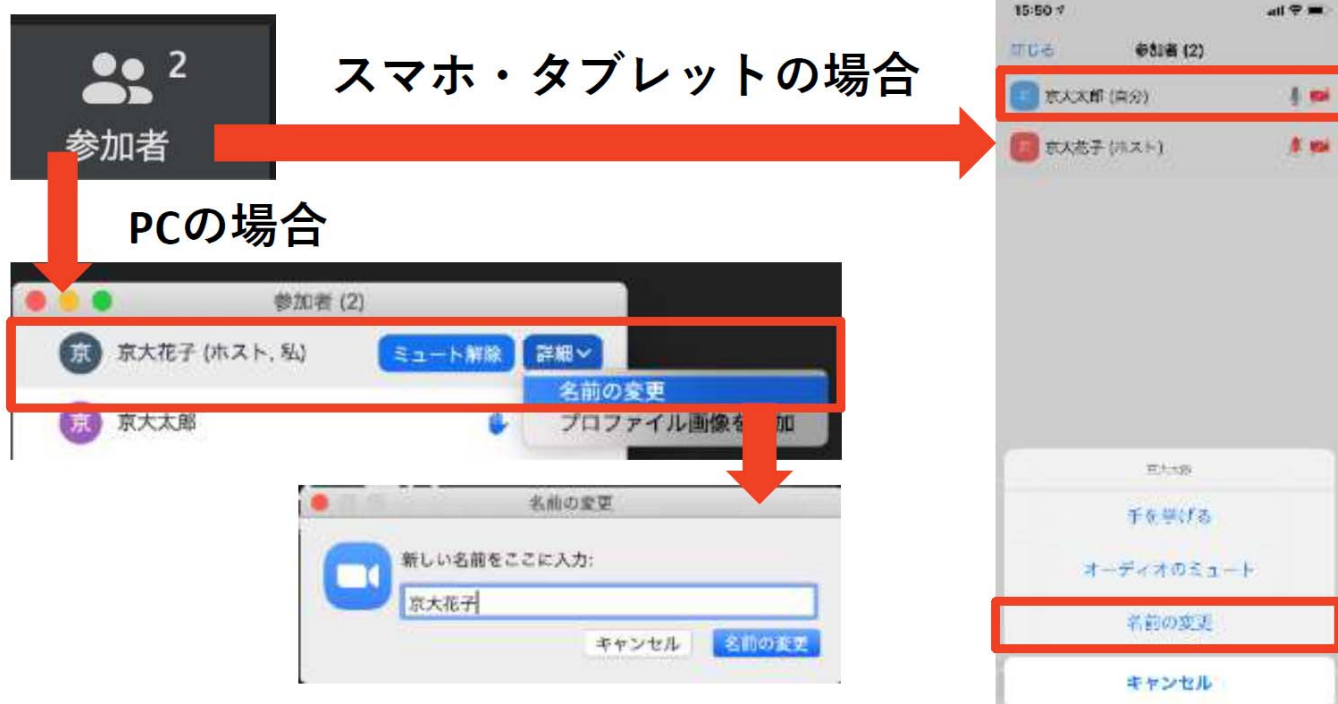 2
参加者
スマホ・タブレットの場合
PCの場合
参加者 (2)
京 京大花子 (ホスト, 私) ミュート解除 詳細
名前の変更
京 京大太郎
プロファイル画像を 加
名前の変更
新しい名前をここに入力:
京大花子
キャンセル 名前の変更
15:50
閉じる 参加者 (2)
京大太郎 (自分)
京大花子 (ホスト)
京大太郎
手を挙げる
オーディオのミュート
名前の変更
キャンセル